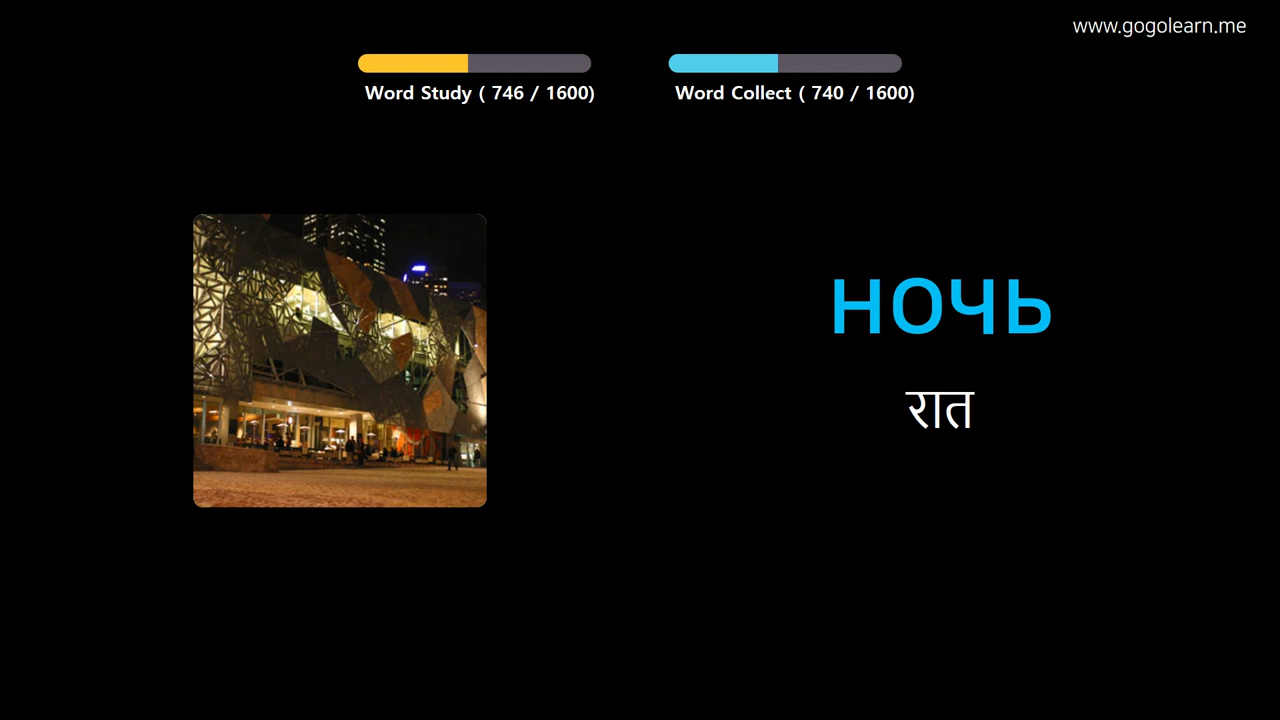 www.gogolearn.me
Word Study ( 746 / 1600)
Word Collect ( 740 / 1600)
ночь
रात